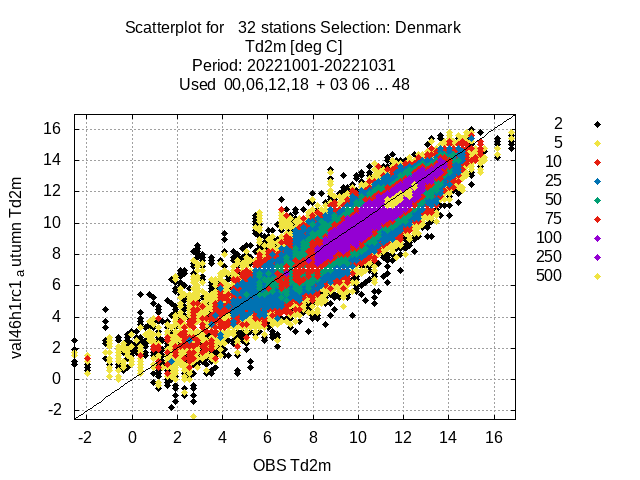 Scatterplot for 32 stations Selection: Denmark
Td2m [deg C]
Period: 20221001-20221031
Used 00,06,12,18 + 03 06 ... 48
val46h1rc1 a utumn Td2m
16
14
12
10
8
6
4
2
0
-2
-2 0 2 4 6 8 10 12 14 16
OBS Td2m
2
5
10
25
50
75
100
250
500